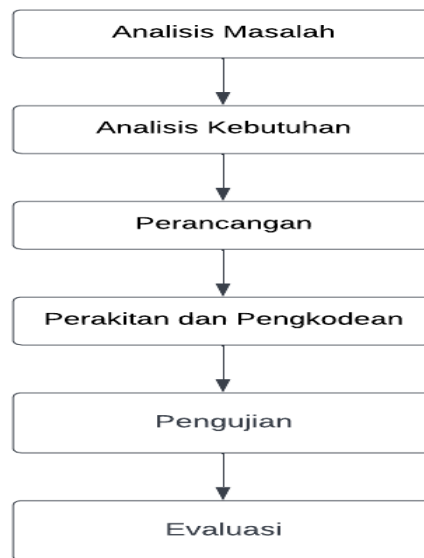 Analisis Masalah
Analisis Kebutuhan
Perancangan
Perakitan dan Pengkodean
Pengujian
Evaluasi